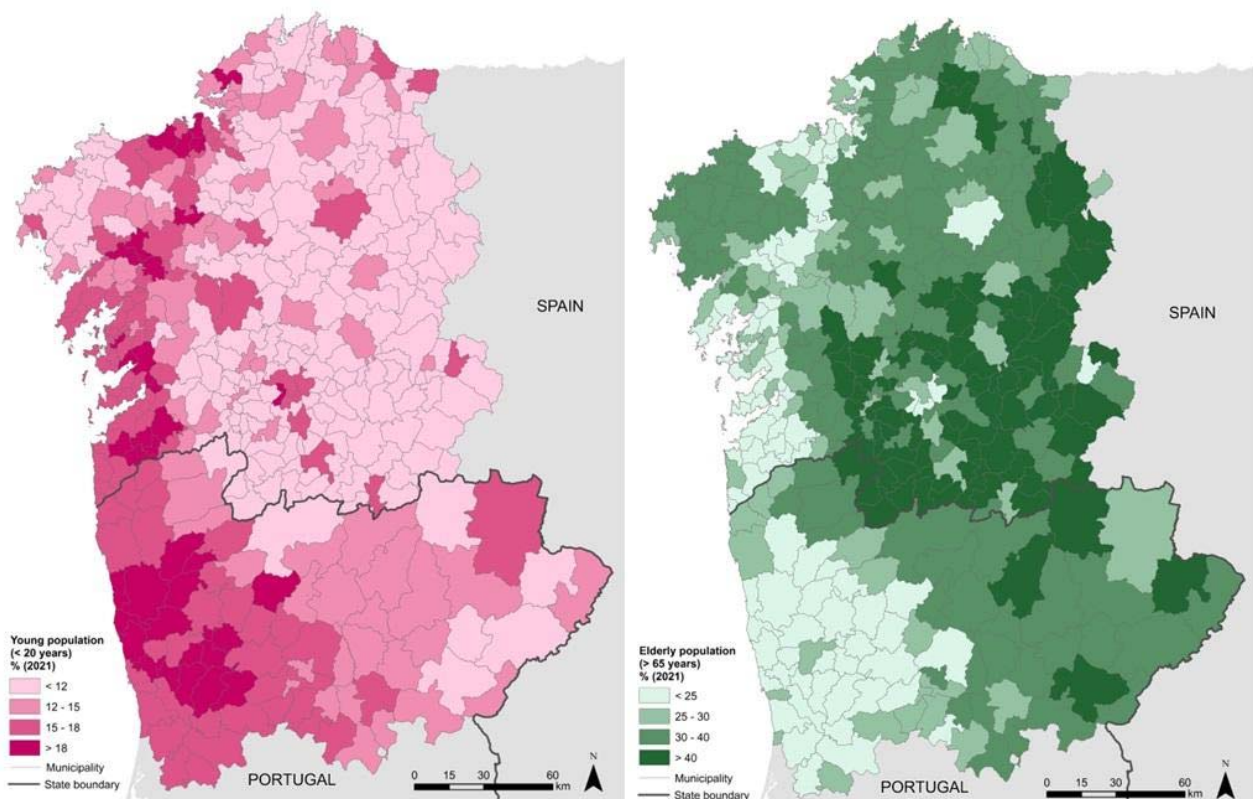 SPAIN
Young population
(< 20 years)
% (2021)
< 12
12 - 15
15 - 18
> 18
Municipality
State boundary
PORTUGAL
0 15 30 60
km
N
SPAIN
Elderly population
(> 65 years)
% (2021)
< 25
25 - 30
30 - 40
> 40
Municipality
State boundary
PORTUGAL
0 15 30 60
km
N